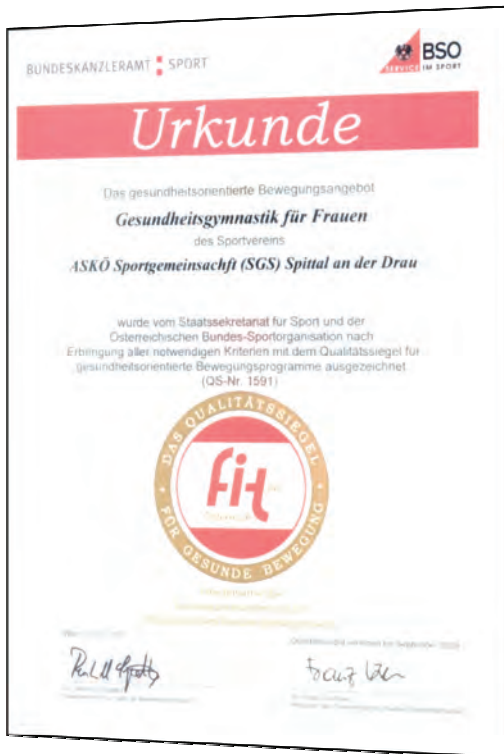 BUNDESKANZLERAMT SPORT
BSO
SERVICE IM SPORT
Urkunde
Das gesundheitsorientierte Bewegungsangebot
Gesundheitsgymnastik für Frauen
des Sportvereins
ASKÖ Sportgemeinsachft (SGS) Spittal an der Drau
wurde vom Staatssekretariat für Sport und der
Österreichischen Bundes-Sportorganisation nach
Erbringung aller notwendigen Kriterien mit dem Qualitätssiegel für
gesundheitsorientierte Bewegungsprogramme ausgezeichnet
(QS-Nr. 1591)
DAS QUALITÄTSSIEGEL
fit
Österreich
FÜR GESUNDE BEWEGUNG